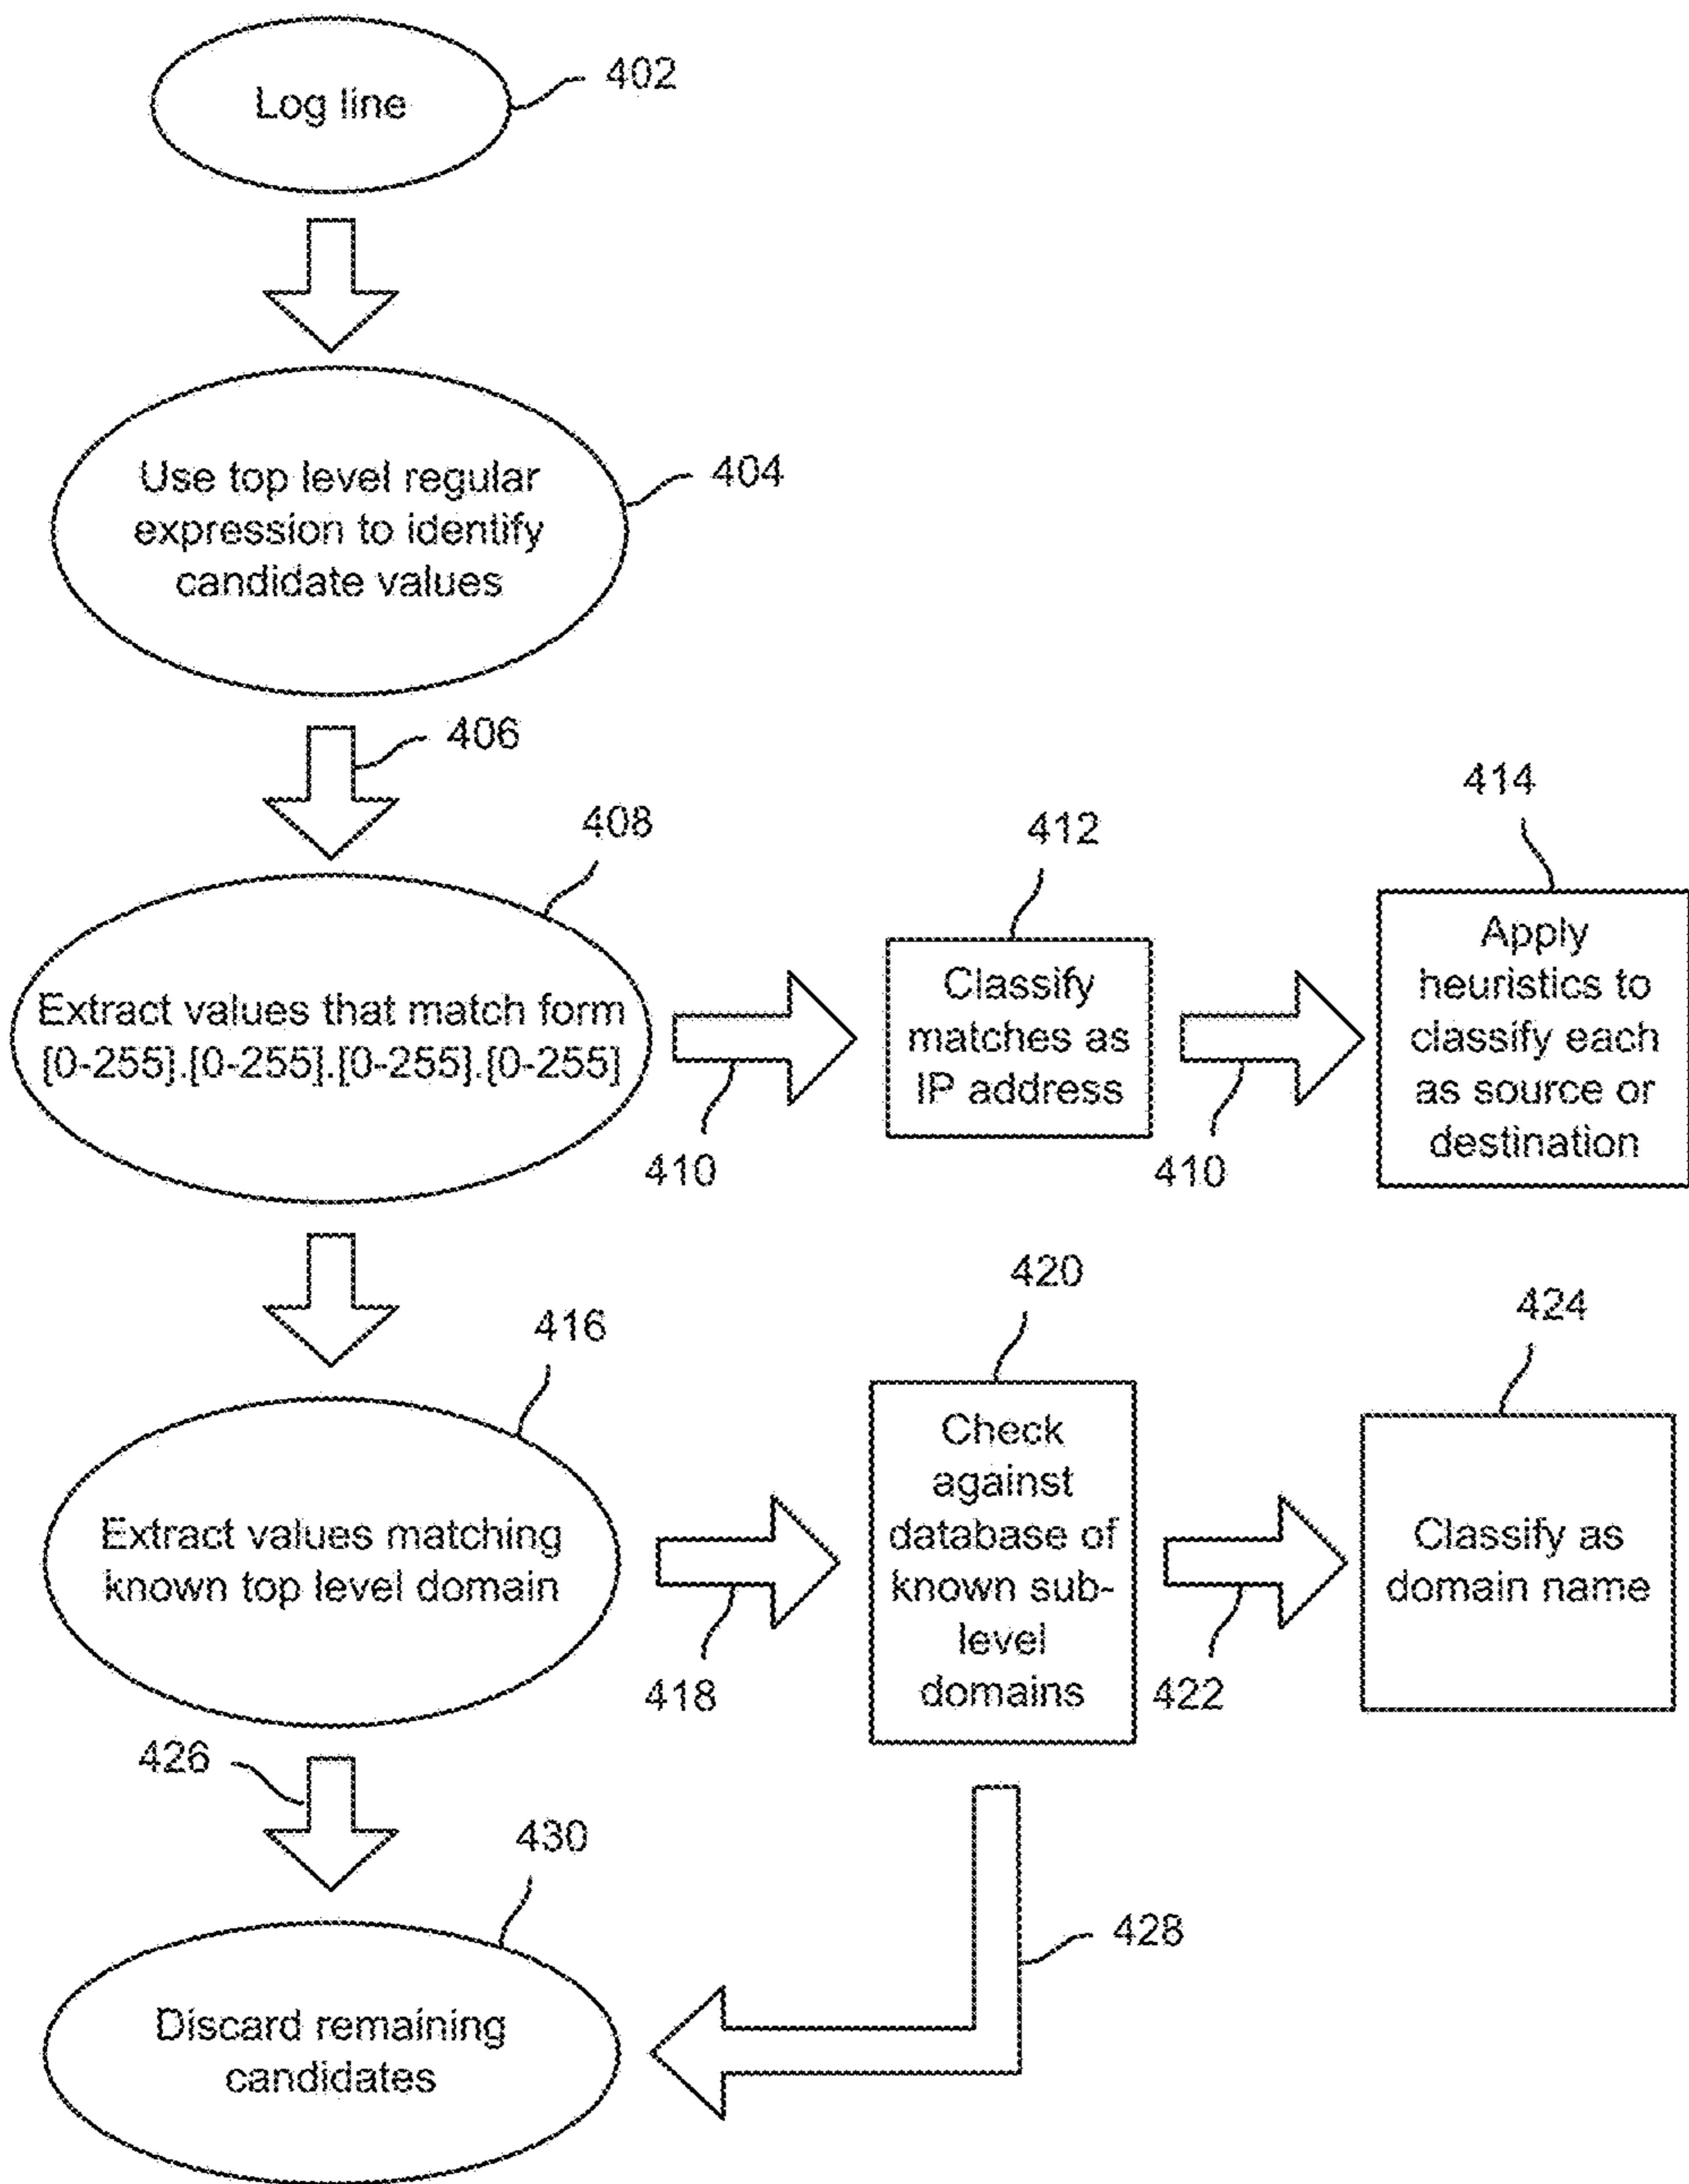 Log line
402
Use top level regular
expression to identify
candidate values
404
406
408
Extract values that match form
[0-255].[0-255].[0-255].[0-255]
410
412
Classify
matches as
IP address
410
414
Apply
heuristics to
classify each
as source or
destination
416
Extract values matching
known top level domain
418
420
Check
against
database of
known sub-
level
domains
422
424
Classify as
domain name
426
428
430
Discard remaining
candidates